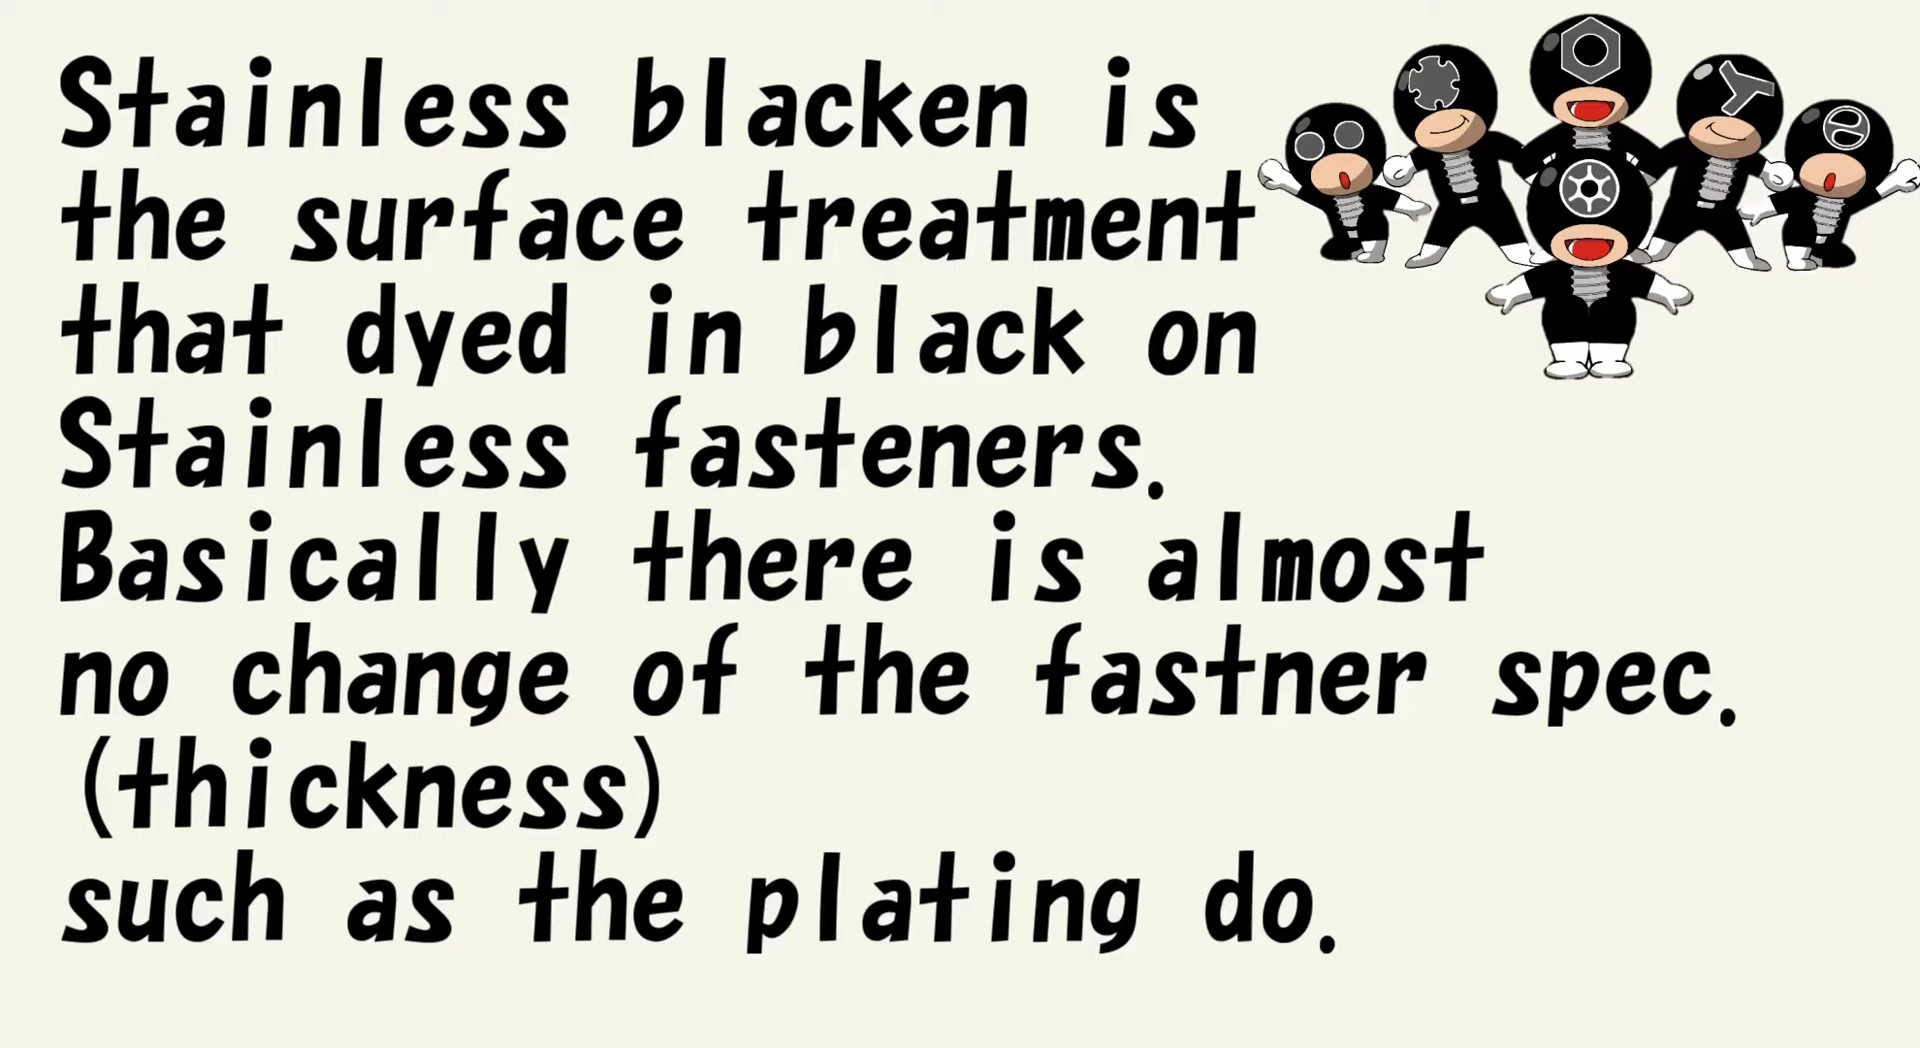 Stainless blacken is
the surface treatment
that dyed in black on
Stainless fasteners.
Basically there is almost
no change of the fastner spec.
(thickness)
such as the plating do.